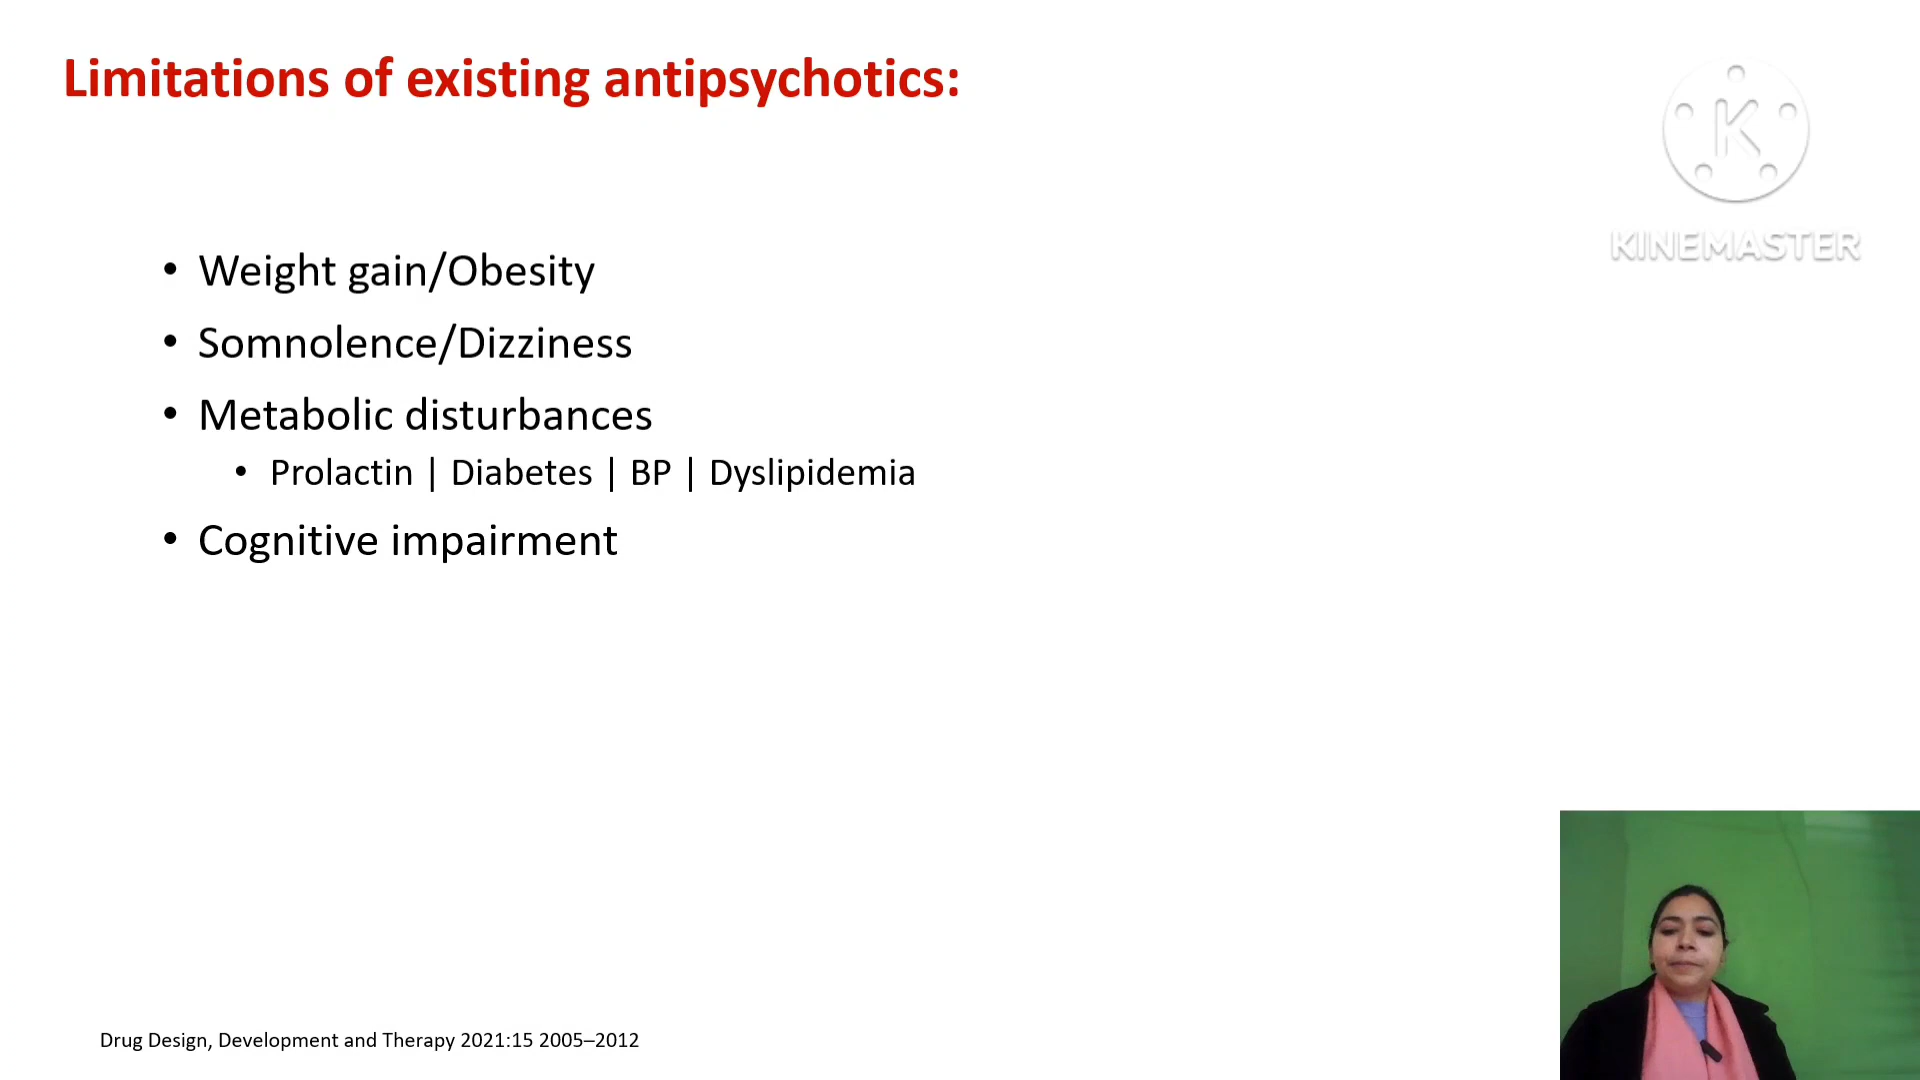 Limitations of existing antipsychotics:
K
KINEMASTER
• Weight gain/Obesity
• Somnolence/Dizziness
• Metabolic disturbances
• Prolactin | Diabetes | BP | Dyslipidemia
• Cognitive impairment
Drug Design, Development and Therapy 2021:15 2005–2012